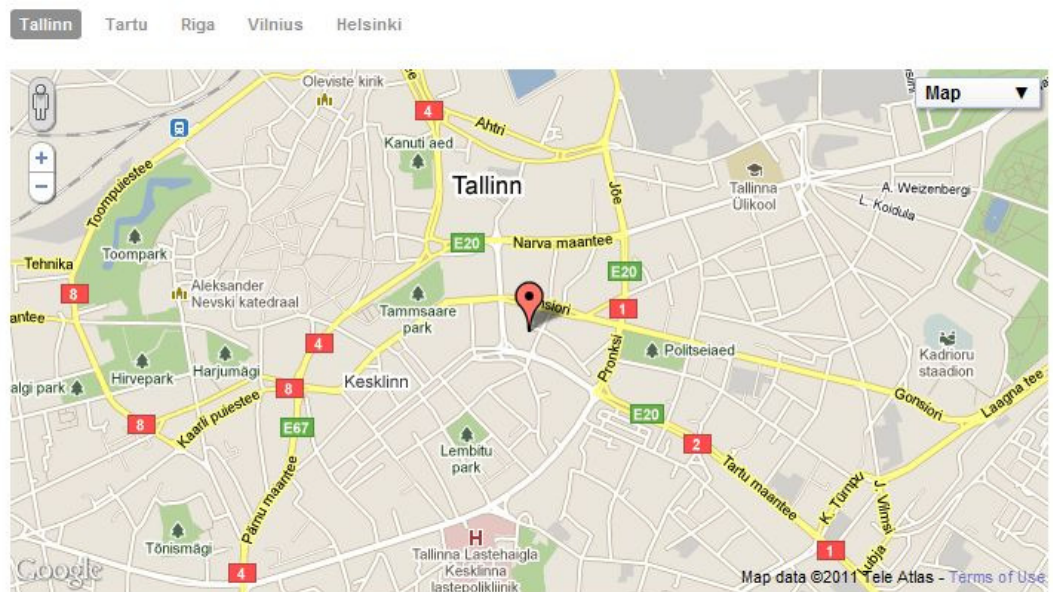 Tallinn Tartu Riga Vilnius Helsinki
Oleviste kirik
Map ▼
4
Ahtri
Kanuti aed
+
−
Toompuiestee
Tallinn
Jõe
Tallinna
Ülikool
A. Weizenbergi
L. Koidula
E20
Narva maantee
Toompark
Tehnika
E20
Aleksander
Nevski katedraal
8
Tammsaare
park
1
antee
4
Pronksi
Politseiaed
Kadrioru
staadion
Hirvepark
Harjumägi
Kesklinn
algi park
8
Gonsiori
Laagna tee
Kaarli puiestee
8
E67
E20
Lembitu
park
2
Tartu maantee
K. Türnpu
J. Vilmsi
Pärnu maantee
Tõnismägi
H
Tallinna Lastehaigla
Kesklinna
lastepolikliinik
1
4
Google
Map data ©2011 Tele Atlas - Terms of Use